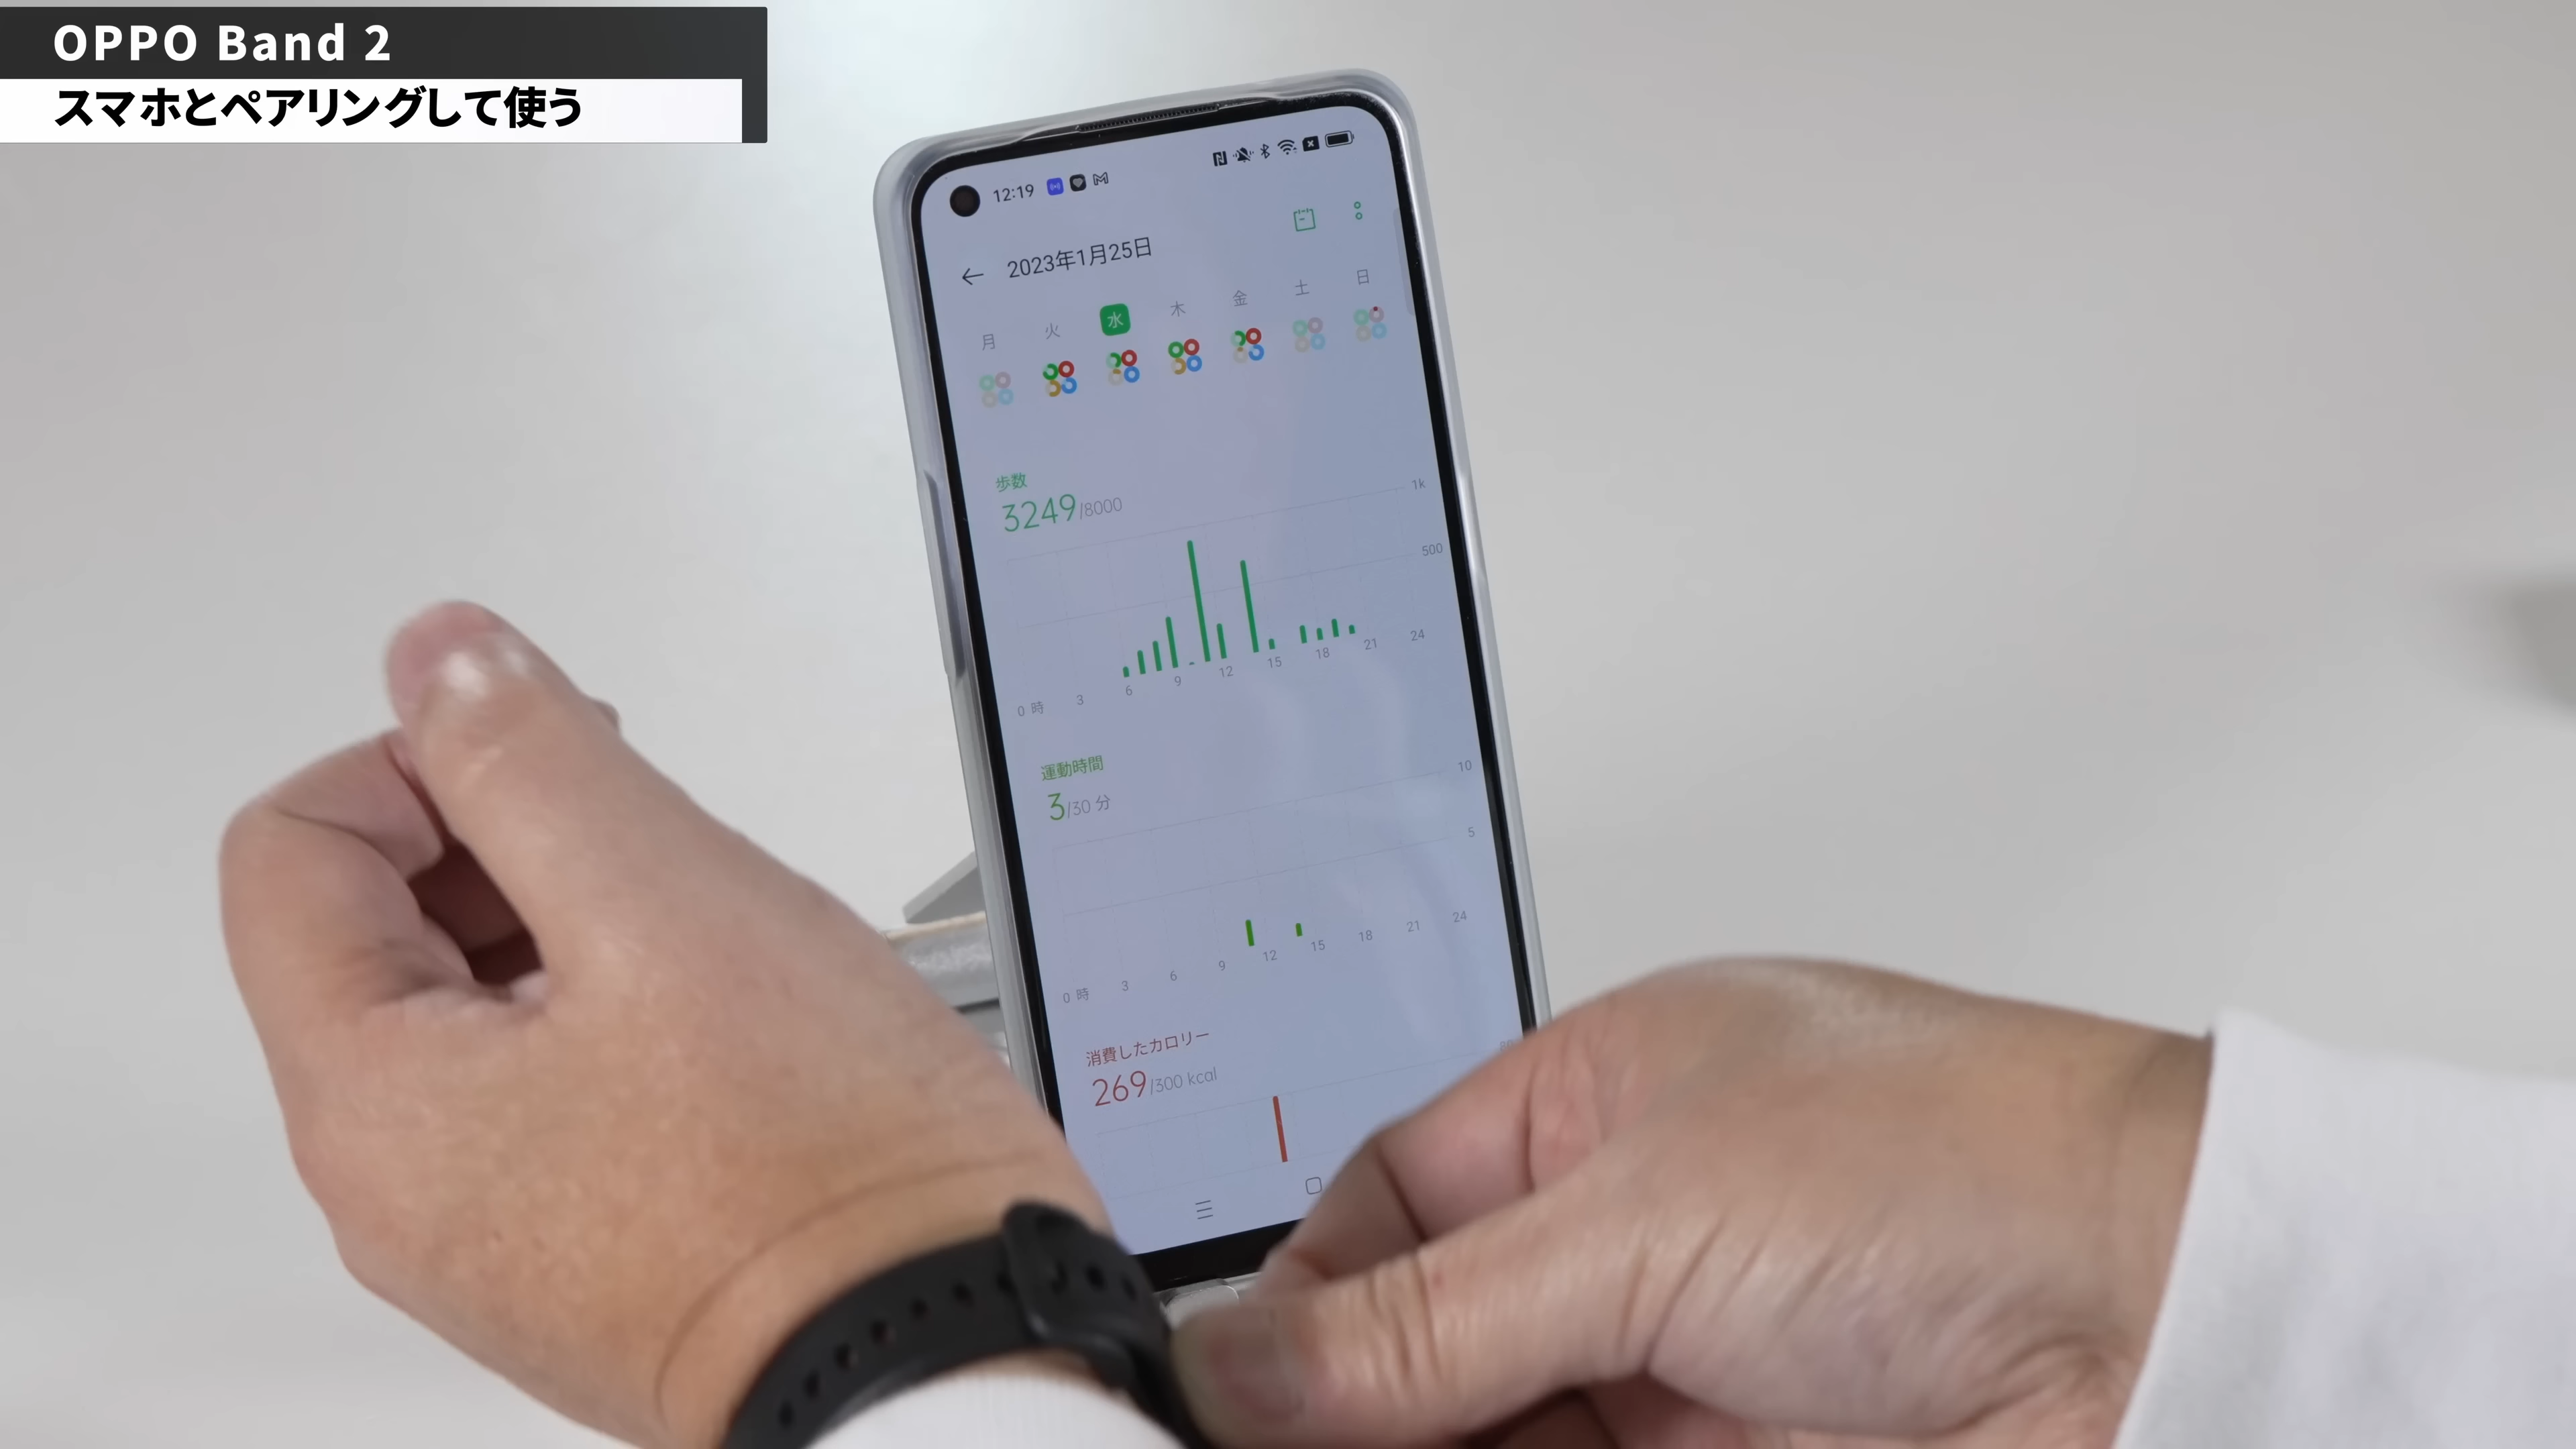 OPPO Band 2
スマホとペアリングして使う
12:19
2023年1月25日
月 火 水 木 金 土 日
歩数
3249/8000
1k
500
0 時 3 6 9 12 15 18 21 24
運動時間
3/30 分
10
5
0 時 3 6 9 12 15 18 21 24
消費したカロリー
269/300 kcal